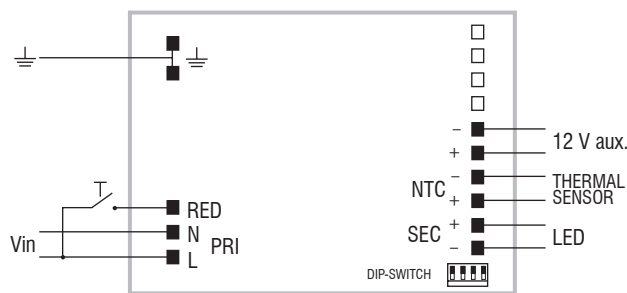 −
12 V aux.
+
−
NTC
THERMAL
SENSOR
+
RED
+
N
SEC
LED
PRI
Vin
−
L
DIP-SWITCH